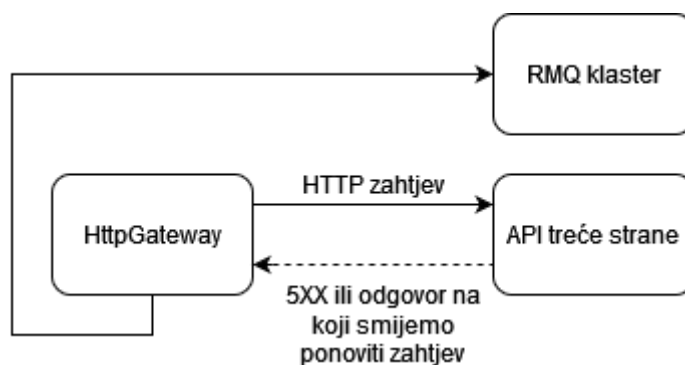 RMQ klaster
HTTP zahtjev
HttpGateway
API treće strane
5XX ili odgovor na
koji smijemo
ponoviti zahtjev